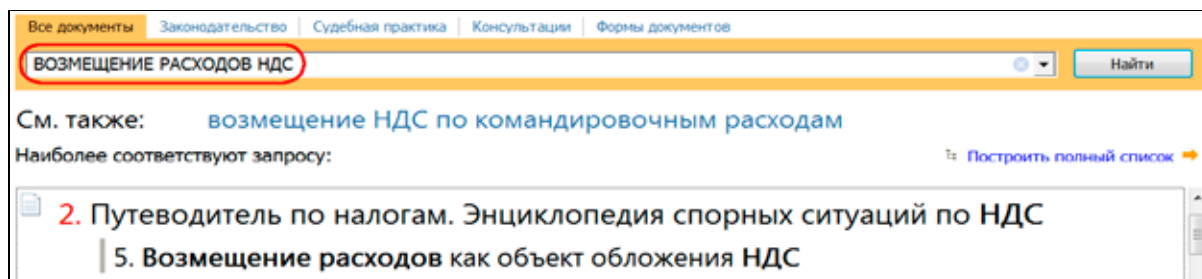 Все документы Законодательство Судебная практика Консультации Формы документов
ВОЗМЕЩЕНИЕ РАСХОДОВ НДС Найти
См. также: возмещение НДС по командировочным расходам
Наиболее соответствуют запросу: Построить полный список
2. Путеводитель по налогам. Энциклопедия спорных ситуаций по НДС
5. Возмещение расходов как объект обложения НДС